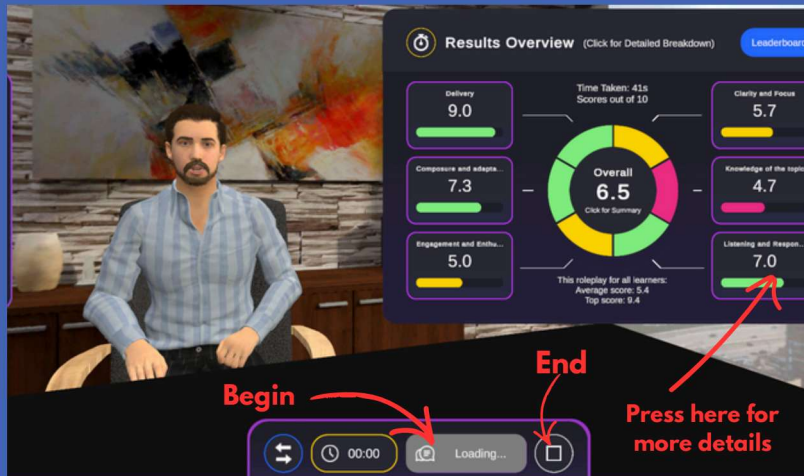 Results Overview (Click for Detailed Breakdown)
Leaderboard
Time Taken: 41s
Scores out of 10
Delivery
9.0
Clarity and Focus
5.7
Composure and adapta...
7.3
Overall
6.5
Click for Summary
Knowledge of the topic
4.7
Engagement and Enthu...
5.0
Listening and Respon...
7.0
This roleplay for all learners:
Average score: 5.4
Top score: 9.4
Begin
End
Press here for
more details
00:00
Loading...